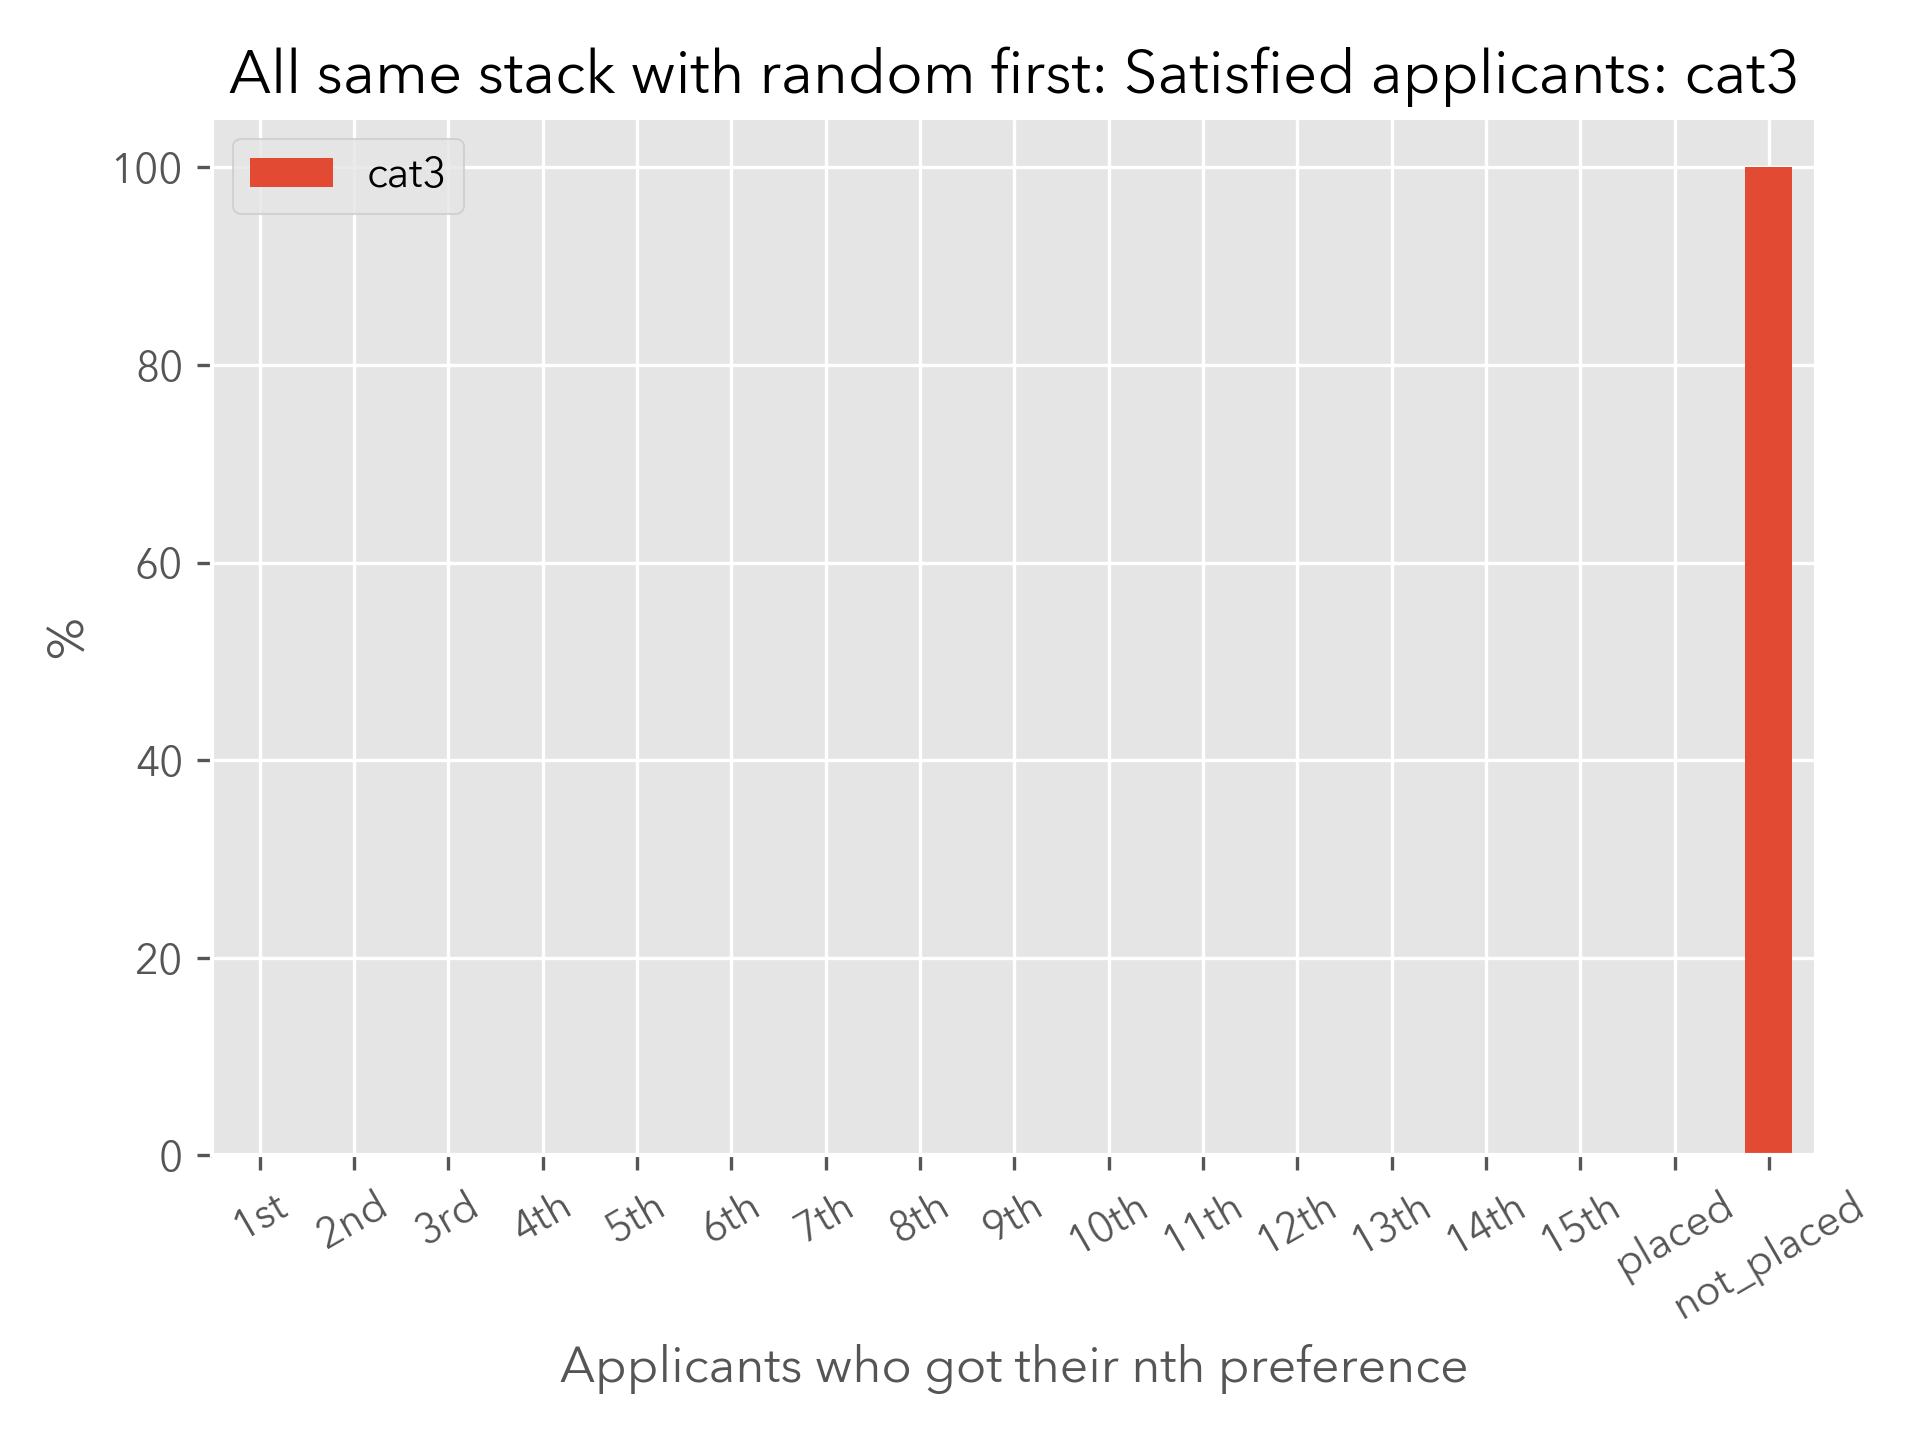 All same stack with random first: Satisfied applicants: cat3
cat3
100
80
60
40
20
0
%
1st 2nd 3rd 4th 5th 6th 7th 8th 9th 10th 11th 12th 13th 14th 15th placed not_placed
Applicants who got their nth preference